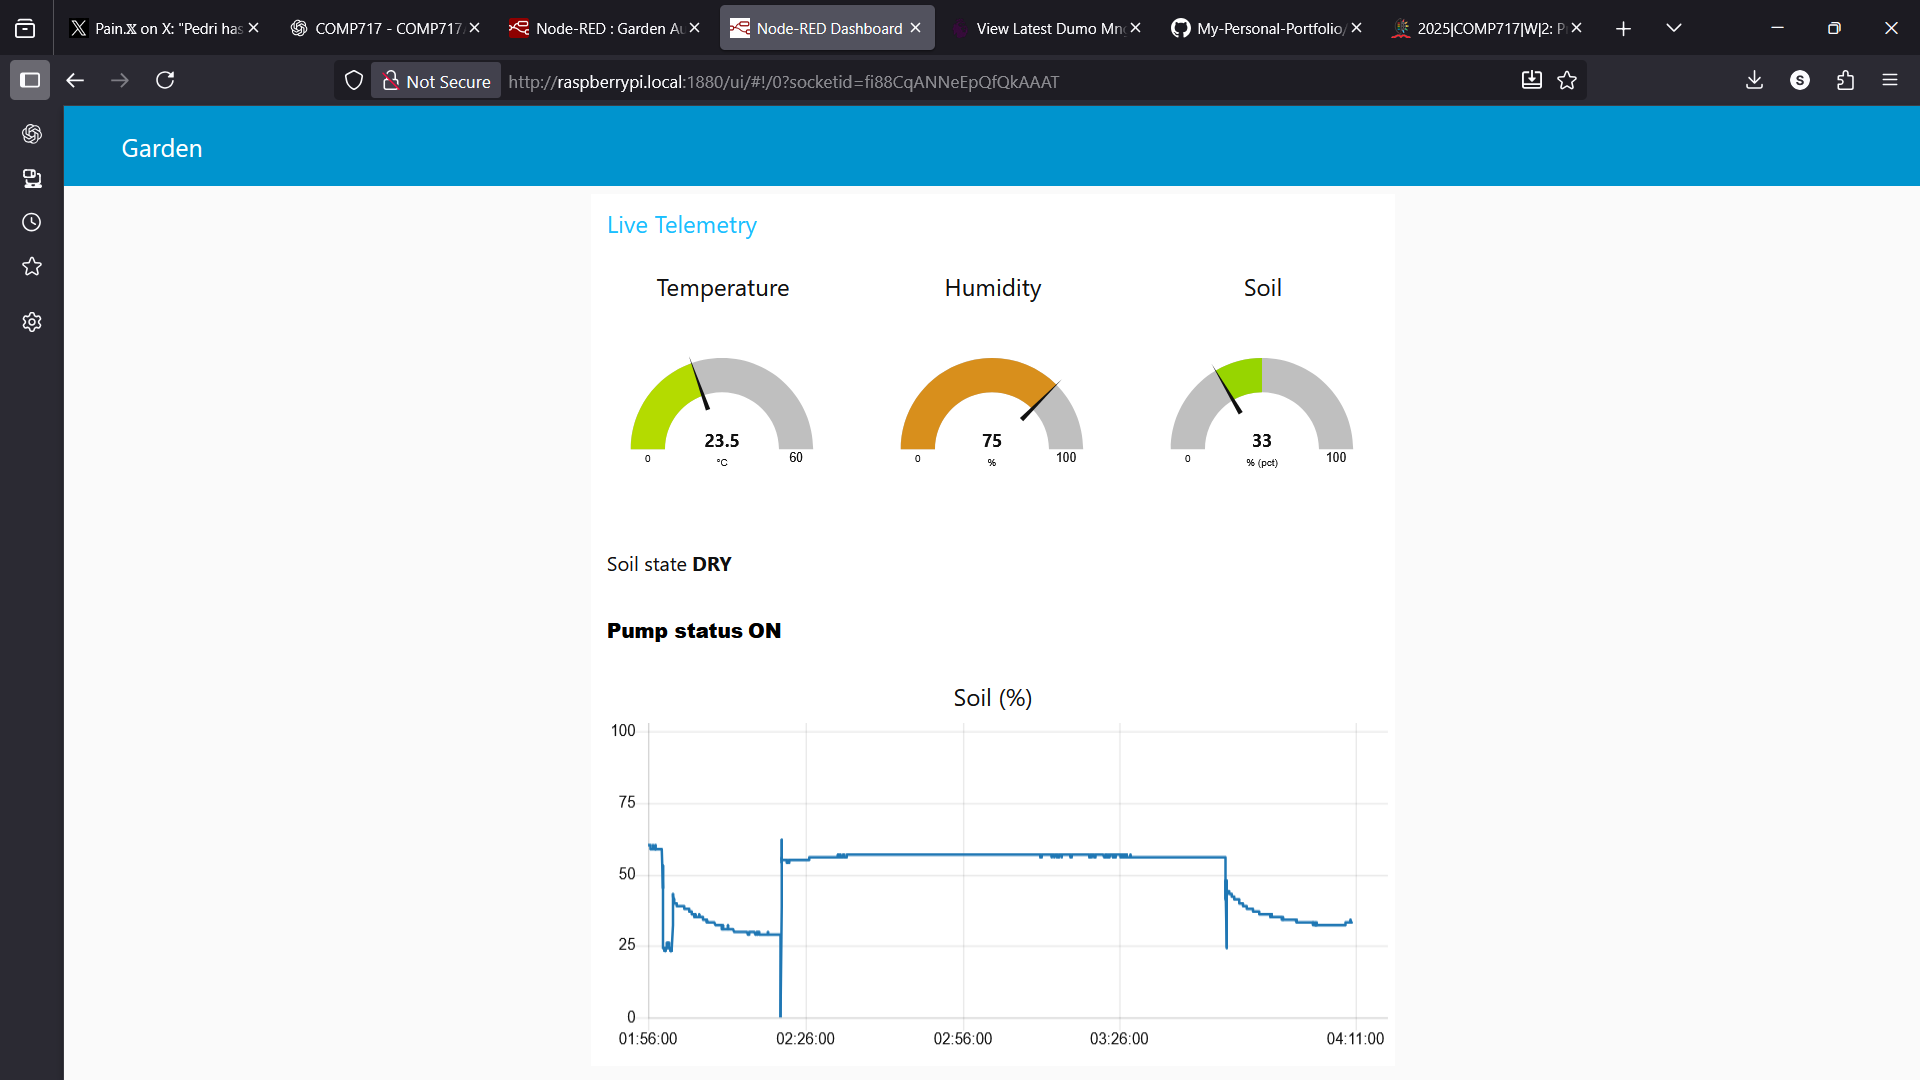 Pain.𝕏 on X: "Pedri has
COMP717 - COMP717
Node-RED : Garden Au
Node-RED Dashboard
View Latest Dumo Mng
My-Personal-Portfolio/
2025|COMP717|W|2: P
Not Secure
http://raspberrypi.local:1880/ui/#!/0?socketid=fi88CqANNeEpQfQkAAAT
S
Garden
Live Telemetry
Temperature
Humidity
Soil
23.5
°C
0
60
75
%
0
100
33
% (pct)
0
100
Soil state DRY
Pump status ON
Soil (%)
100
75
50
25
0
01:56:00
02:26:00
02:56:00
03:26:00
04:11:00